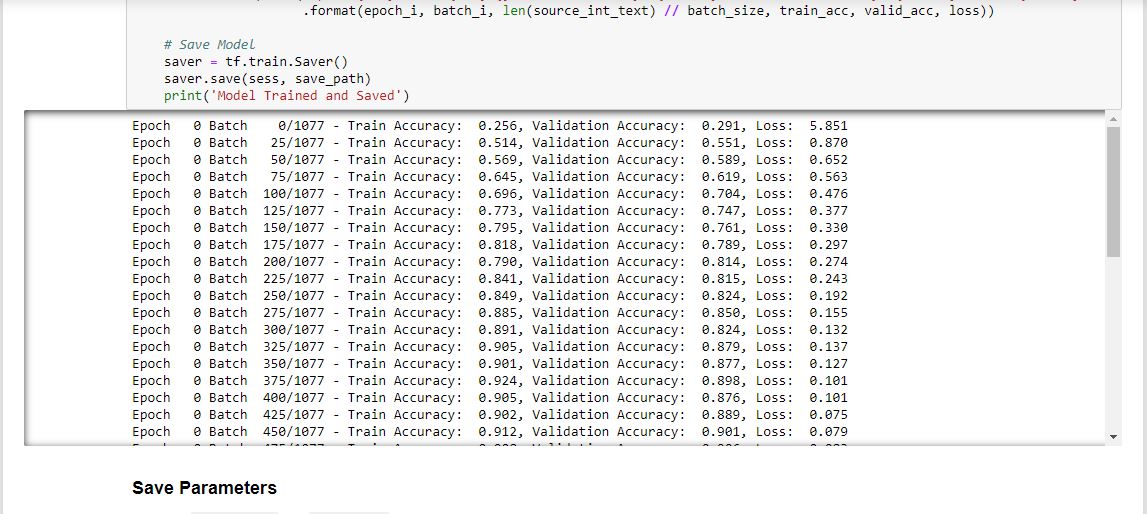 .format(epoch_i, batch_i, len(source_int_text) // batch_size, train_acc, valid_acc, loss))
# Save Model
saver = tf.train.Saver()
saver.save(sess, save_path)
print('Model Trained and Saved')
Epoch   0 Batch    0/1077 - Train Accuracy:  0.256, Validation Accuracy:  0.291, Loss:  5.851
Epoch   0 Batch   25/1077 - Train Accuracy:  0.514, Validation Accuracy:  0.551, Loss:  0.870
Epoch   0 Batch   50/1077 - Train Accuracy:  0.569, Validation Accuracy:  0.589, Loss:  0.652
Epoch   0 Batch   75/1077 - Train Accuracy:  0.645, Validation Accuracy:  0.619, Loss:  0.563
Epoch   0 Batch  100/1077 - Train Accuracy:  0.696, Validation Accuracy:  0.704, Loss:  0.476
Epoch   0 Batch  125/1077 - Train Accuracy:  0.773, Validation Accuracy:  0.747, Loss:  0.377
Epoch   0 Batch  150/1077 - Train Accuracy:  0.795, Validation Accuracy:  0.761, Loss:  0.330
Epoch   0 Batch  175/1077 - Train Accuracy:  0.818, Validation Accuracy:  0.789, Loss:  0.297
Epoch   0 Batch  200/1077 - Train Accuracy:  0.790, Validation Accuracy:  0.814, Loss:  0.274
Epoch   0 Batch  225/1077 - Train Accuracy:  0.841, Validation Accuracy:  0.815, Loss:  0.243
Epoch   0 Batch  250/1077 - Train Accuracy:  0.849, Validation Accuracy:  0.824, Loss:  0.192
Epoch   0 Batch  275/1077 - Train Accuracy:  0.885, Validation Accuracy:  0.850, Loss:  0.155
Epoch   0 Batch  300/1077 - Train Accuracy:  0.891, Validation Accuracy:  0.824, Loss:  0.132
Epoch   0 Batch  325/1077 - Train Accuracy:  0.905, Validation Accuracy:  0.879, Loss:  0.137
Epoch   0 Batch  350/1077 - Train Accuracy:  0.901, Validation Accuracy:  0.877, Loss:  0.127
Epoch   0 Batch  375/1077 - Train Accuracy:  0.924, Validation Accuracy:  0.898, Loss:  0.101
Epoch   0 Batch  400/1077 - Train Accuracy:  0.905, Validation Accuracy:  0.876, Loss:  0.101
Epoch   0 Batch  425/1077 - Train Accuracy:  0.902, Validation Accuracy:  0.889, Loss:  0.075
Epoch   0 Batch  450/1077 - Train Accuracy:  0.912, Validation Accuracy:  0.901, Loss:  0.079
Save Parameters